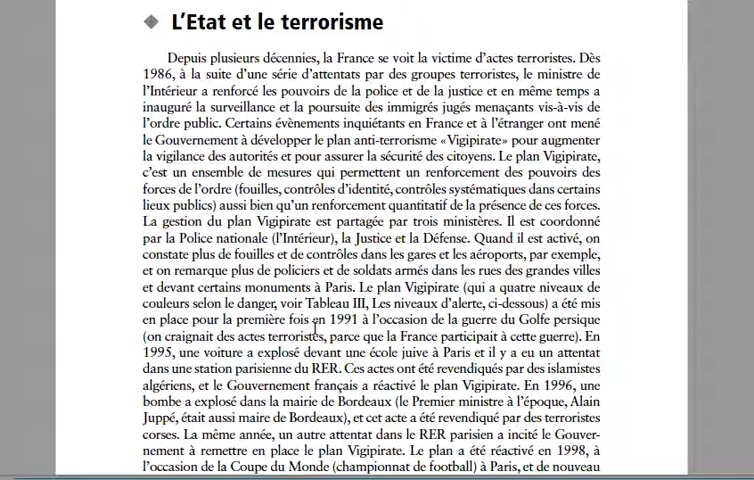 L'Etat et le terrorisme
Depuis plusieurs décennies, la France se voit la victime d'actes terroristes. Dès
1986, à la suite d'une série d'attentats par des groupes terroristes, le ministre de
l'Intérieur a renforcé les pouvoirs de la police et de la justice et en même temps a
inauguré la surveillance et la poursuite des immigrés jugés menaçants vis-à-vis de
l'ordre public. Certains évènements inquiétants en France et à l'étranger ont mené
le Gouvernement à développer le plan anti-terrorisme «Vigipirate» pour augmenter
la vigilance des autorités et pour assurer la sécurité des citoyens. Le plan Vigipirate,
c'est un ensemble de mesures qui permettent un renforcement des pouvoirs des
forces de l'ordre (fouilles, contrôles d'identité, contrôles systématiques dans certains
lieux publics) aussi bien qu'un renforcement quantitatif de la présence de ces forces.
La gestion du plan Vigipirate est partagée par trois ministères. Il est coordonné
par la Police nationale (l'Intérieur), la Justice et la Défense. Quand il est activé, on
constate plus de fouilles et de contrôles dans les gares et les aéroports, par exemple,
et on remarque plus de policiers et de soldats armés dans les rues des grandes villes
et devant certains monuments à Paris. Le plan Vigipirate (qui a quatre niveaux de
couleurs selon le danger, voir Tableau III, Les niveaux d'alerte, ci-dessous) a été mis
en place pour la première fois en 1991 à l'occasion de la guerre du Golfe persique
(on craignait des actes terroristes, parce que la France participait à cette guerre). En
1995, une voiture a explosé devant une école juive à Paris et il y a eu un attentat
dans une station parisienne du RER. Ces actes ont été revendiqués par des islamistes
algériens, et le Gouvernement français a réactivé le plan Vigipirate. En 1996, une
bombe a explosé dans la mairie de Bordeaux (le Premier ministre à l'époque, Alain
Juppé, était aussi maire de Bordeaux), et cet acte a été revendiqué par des terroristes
corses. La même année, un autre attentat dans le RER parisien a incité le Gouver-
nement à remettre en place le plan Vigipirate. Le plan a été réactivé en 1998, à
l'occasion de la Coupe du Monde (championnat de football) à Paris, et de nouveau